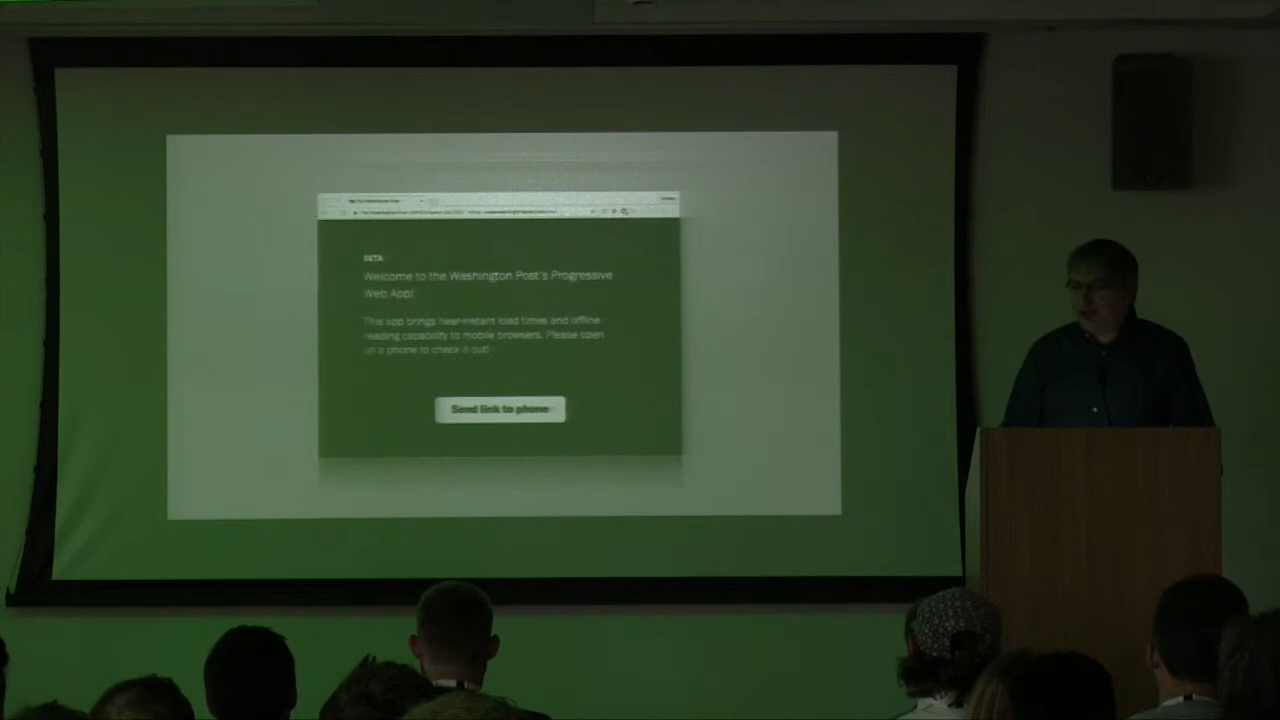 BETA
Welcome to the Washington Post's Progressive
Web App!
This app brings near-instant load times and offline
reading capability to mobile browsers. Please open
on a phone to check it out!
Send link to phone